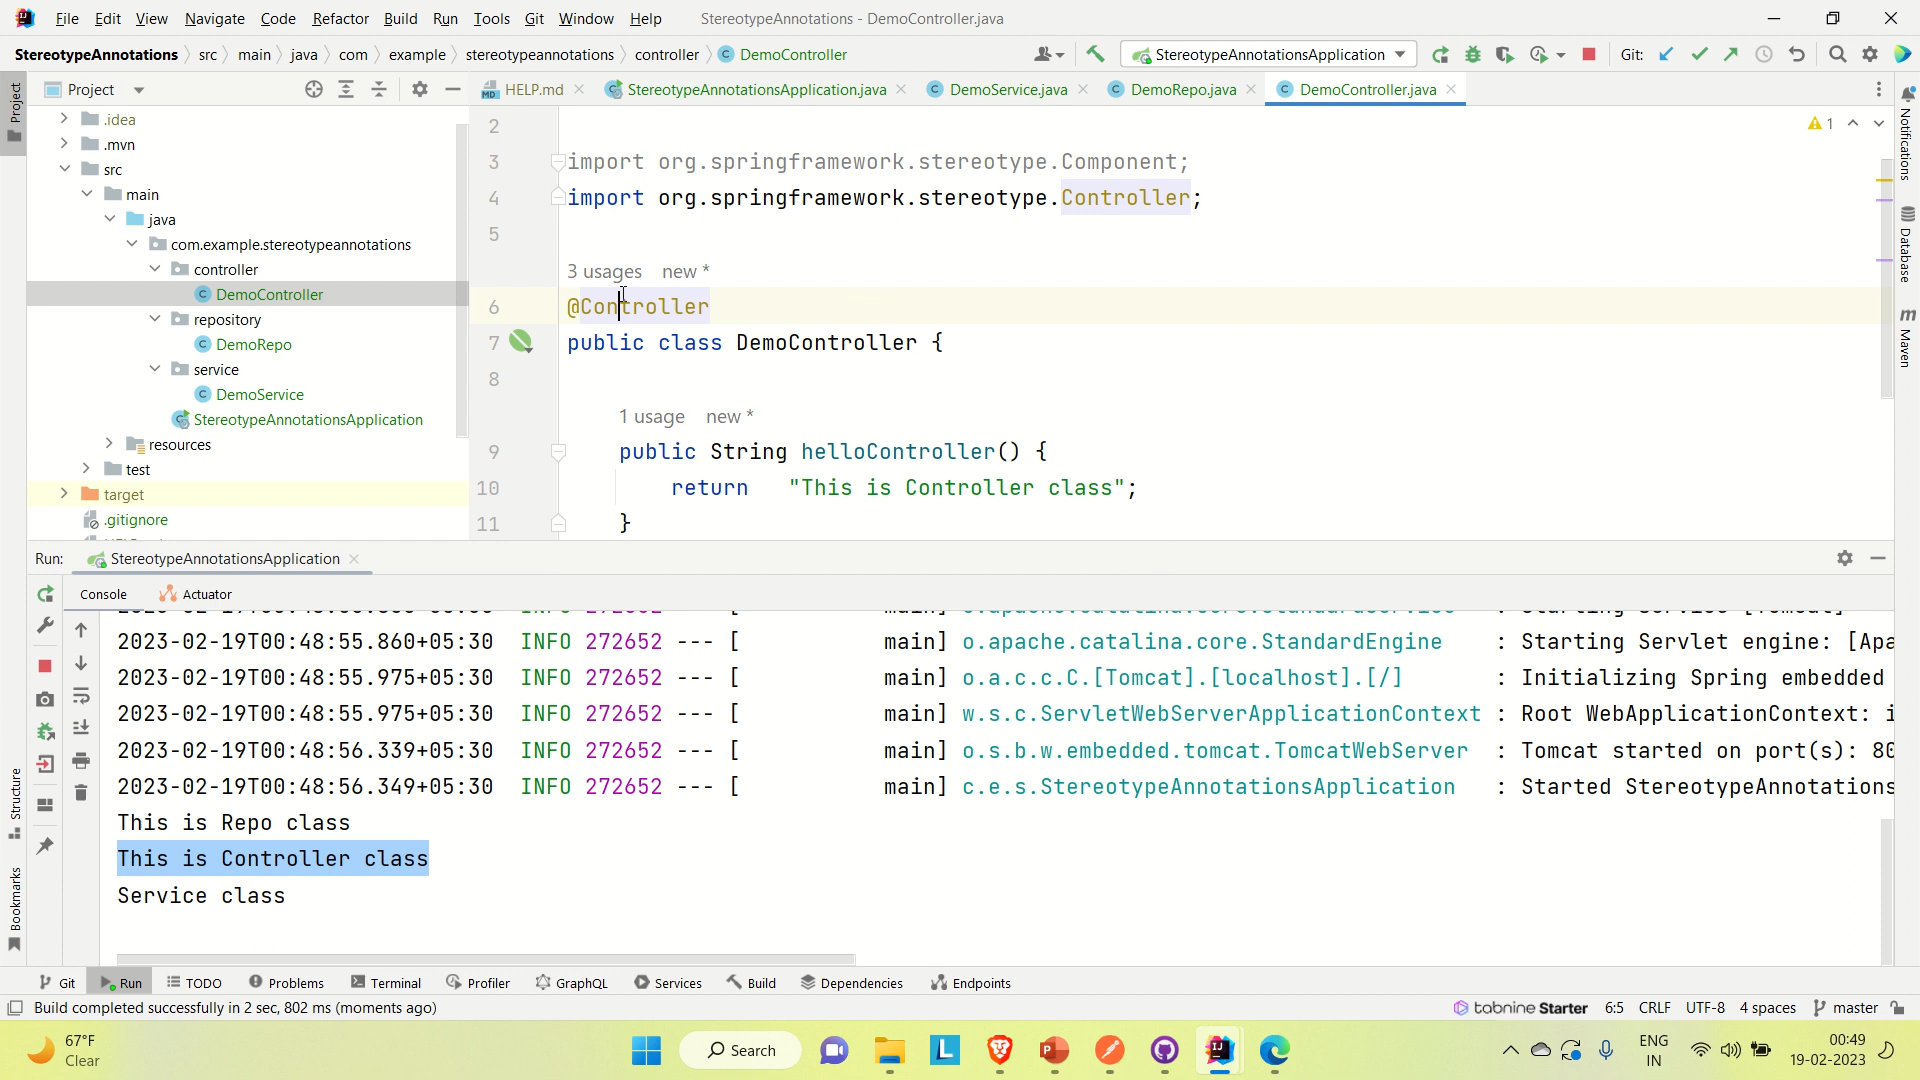 File Edit View Navigate Code Refactor Build Run Tools Git Window Help StereotypeAnnotations - DemoController.java
StereotypeAnnotations src main java com example stereotypeannotations controller DemoController StereotypeAnnotationsApplication Git:
Project HELP.md StereotypeAnnotationsApplication.java DemoService.java DemoRepo.java DemoController.java
Project
Structure
Bookmarks
Notifications
Database
Maven
.idea
.mvn
src
main
java
com.example.stereotypeannotations
controller
DemoController
repository
DemoRepo
service
DemoService
StereotypeAnnotationsApplication
resources
test
target
.gitignore
1
2
3 import org.springframework.stereotype.Component;
4 import org.springframework.stereotype.Controller;
5
3 usages new *
6 @Controller
7 public class DemoController {
8
1 usage new *
9 public String helloController() {
10 return "This is Controller class";
11 }
Run: StereotypeAnnotationsApplication
Console Actuator
2023-02-19T00:48:55.860+05:30 INFO 272652 --- [ main] o.apache.catalina.core.StandardEngine : Starting Servlet engine: [Apa
2023-02-19T00:48:55.975+05:30 INFO 272652 --- [ main] o.a.c.c.C.[Tomcat].[localhost].[/] : Initializing Spring embedded
2023-02-19T00:48:55.975+05:30 INFO 272652 --- [ main] w.s.c.ServletWebServerApplicationContext : Root WebApplicationContext: i
2023-02-19T00:48:56.339+05:30 INFO 272652 --- [ main] o.s.b.w.embedded.tomcat.TomcatWebServer : Tomcat started on port(s): 80
2023-02-19T00:48:56.349+05:30 INFO 272652 --- [ main] c.e.s.StereotypeAnnotationsApplication : Started StereotypeAnnotations
This is Repo class
This is Controller class
Service class
Git Run TODO Problems Terminal Profiler GraphQL Services Build Dependencies Endpoints
Build completed successfully in 2 sec, 802 ms (moments ago) tabnine Starter 6:5 CRLF UTF-8 4 spaces master
67°F
Clear
Search
ENG
IN
00:49
19-02-2023